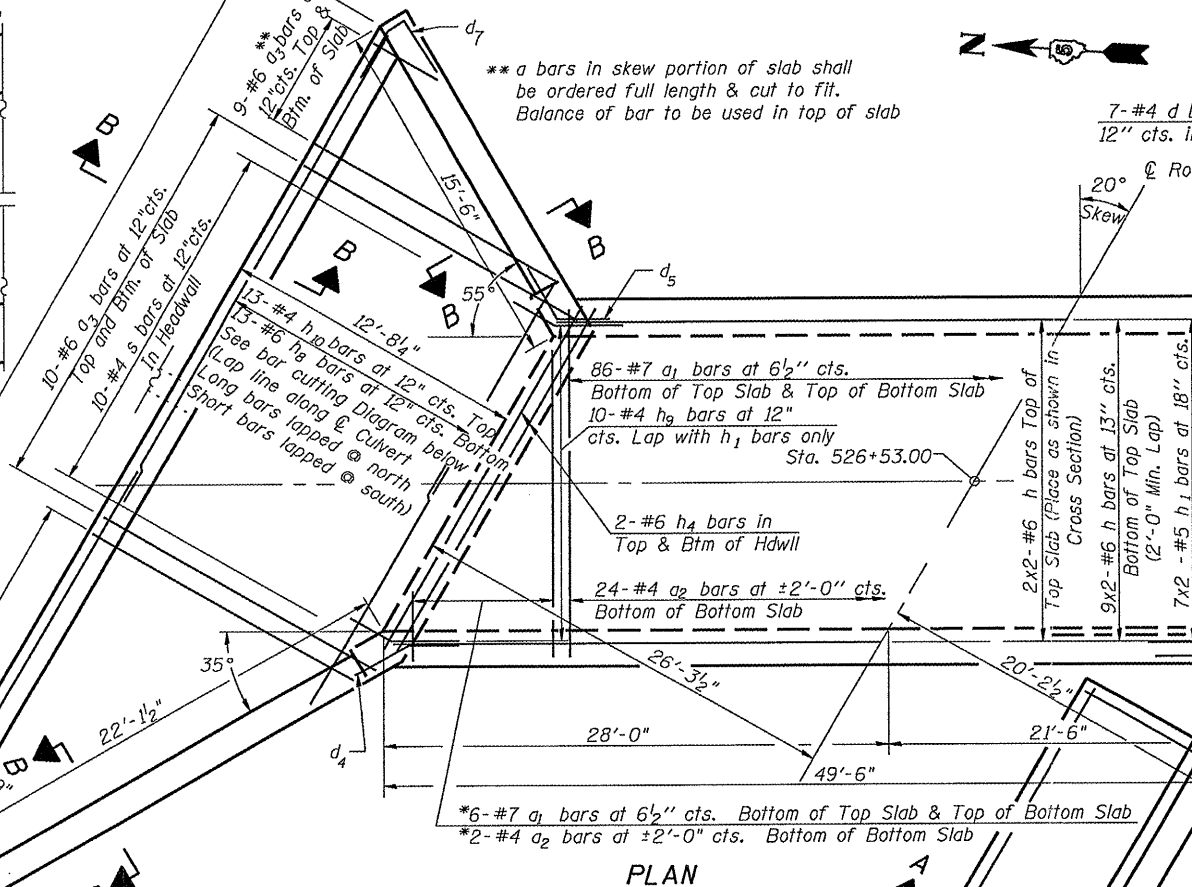 d7
** a bars in skew portion of slab shall
be ordered full length & cut to fit.
Balance of bar to be used in top of slab
N
7-#4 d
12" cts. i
℄ Ro
20°
Skew
**
9-#6 a3 bars
12"cts. Top &
Btm. of Slab
B
B
B
B
10-#6 a3 bars at 12"cts.
Top and Btm. of Slab
10-#4 s bars at 12"cts.
in Headwall
15'-6"
55°
d5
12'-8¼"
13-#4 h10 bars at 12" cts. Top
13-#6 h8 bars at 12" cts. Bottom
See bar cutting Diagram below
(Lap line along ℄ Culvert
Long bars lapped @ north
Short bars lapped @ south)
86-#7 a1 bars at 6½" cts.
Bottom of Top Slab & Top of Bottom Slab
10-#4 h9 bars at 12"
cts. Lap with h1 bars only
Sta. 526+53.00
2-#6 h4 bars in
Top & Btm of Hdwll
24-#4 a2 bars at ±2'-0" cts.
Bottom of Bottom Slab
2x2-#6 h bars Top of
Top Slab (Place as shown in
Cross Section)
9x2-#6 h bars at 13" cts.
Bottom of Top Slab
(2'-0" Min. Lap)
7x2 -#5 h1 bars at 18" cts.
35°
22'-1½"
26'-3½"
20'-2½"
d4
28'-0"
21'-6"
49'-6"
B
9"
*6-#7 a1 bars at 6½" cts. Bottom of Top Slab & Top of Bottom Slab
*2-#4 a2 bars at ±2'-0" cts. Bottom of Bottom Slab
PLAN
A